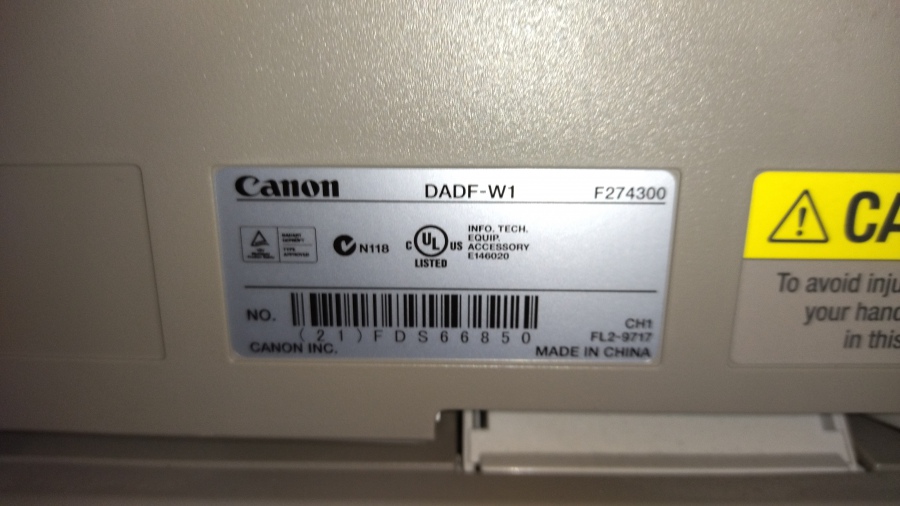 Canon DADF-W1 F274300
N118
C UL US
LISTED
INFO. TECH.
EQUIP.
ACCESSORY
E146020
NO.
(21)FDS66850
CANON INC.
CH1
FL2-9717
MADE IN CHINA
CA
To avoid inju
your hand
in this